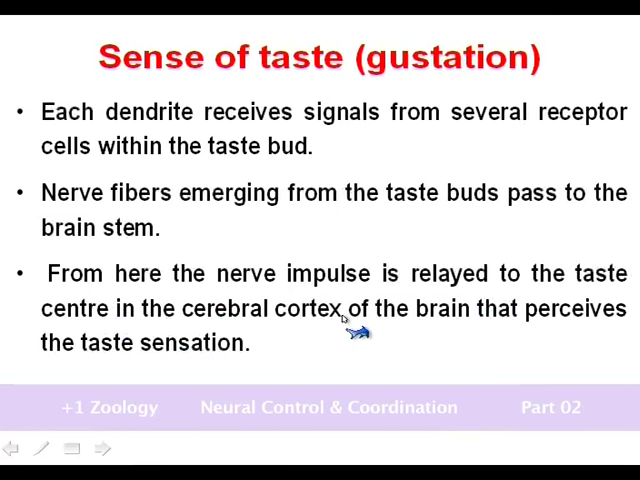 Sense of taste (gustation)
• Each dendrite receives signals from several receptor
cells within the taste bud.
• Nerve fibers emerging from the taste buds pass to the
brain stem.
• From here the nerve impulse is relayed to the taste
centre in the cerebral cortex of the brain that perceives
the taste sensation.
+1 Zoology Neural Control & Coordination Part 02